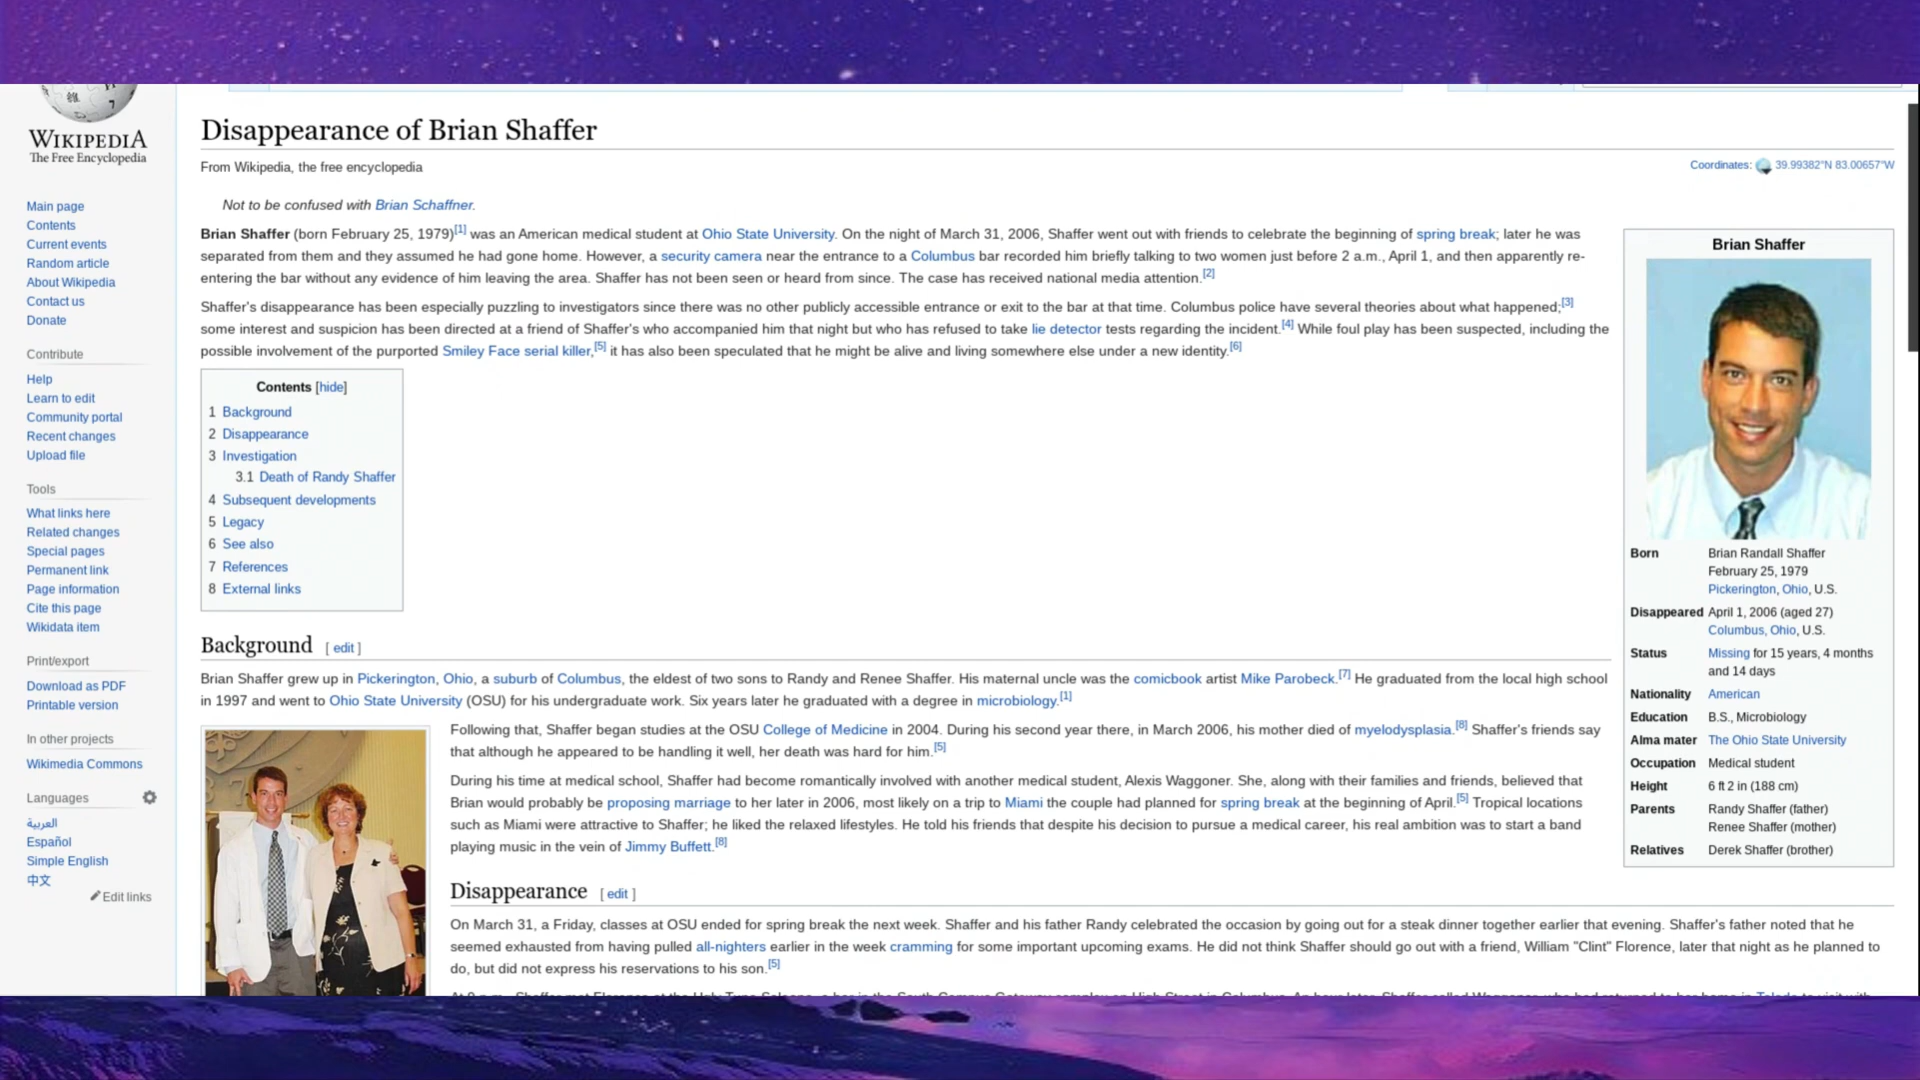 WIKIPEDIA
The Free Encyclopedia
Main page
Contents
Current events
Random article
About Wikipedia
Contact us
Donate
Contribute
Help
Learn to edit
Community portal
Recent changes
Upload file
Tools
What links here
Related changes
Special pages
Permanent link
Page information
Cite this page
Wikidata item
Print/export
Download as PDF
Printable version
In other projects
Wikimedia Commons
Languages
العربية
Español
Simple English
中文
Edit links
Disappearance of Brian Shaffer
From Wikipedia, the free encyclopedia
Coordinates: 39.99382°N 83.00657°W
Not to be confused with Brian Schaffner.
Brian Shaffer (born February 25, 1979)[1] was an American medical student at Ohio State University. On the night of March 31, 2006, Shaffer went out with friends to celebrate the beginning of spring break; later he was
separated from them and they assumed he had gone home. However, a security camera near the entrance to a Columbus bar recorded him briefly talking to two women just before 2 a.m., April 1, and then apparently re-
entering the bar without any evidence of him leaving the area. Shaffer has not been seen or heard from since. The case has received national media attention.[2]
Shaffer's disappearance has been especially puzzling to investigators since there was no other publicly accessible entrance or exit to the bar at that time. Columbus police have several theories about what happened;[3]
some interest and suspicion has been directed at a friend of Shaffer's who accompanied him that night but who has refused to take lie detector tests regarding the incident.[4] While foul play has been suspected, including the
possible involvement of the purported Smiley Face serial killer,[5] it has also been speculated that he might be alive and living somewhere else under a new identity.[6]
Contents [hide]
1 Background
2 Disappearance
3 Investigation
3.1 Death of Randy Shaffer
4 Subsequent developments
5 Legacy
6 See also
7 References
8 External links
Brian Shaffer
Born Brian Randall Shaffer
February 25, 1979
Pickerington, Ohio, U.S.
Disappeared April 1, 2006 (aged 27)
Columbus, Ohio, U.S.
Status Missing for 15 years, 4 months
and 14 days
Nationality American
Education B.S., Microbiology
Alma mater The Ohio State University
Occupation Medical student
Height 6 ft 2 in (188 cm)
Parents Randy Shaffer (father)
Renee Shaffer (mother)
Relatives Derek Shaffer (brother)
Background [ edit ]
Brian Shaffer grew up in Pickerington, Ohio, a suburb of Columbus, the eldest of two sons to Randy and Renee Shaffer. His maternal uncle was the comicbook artist Mike Parobeck.[7] He graduated from the local high school
in 1997 and went to Ohio State University (OSU) for his undergraduate work. Six years later he graduated with a degree in microbiology.[1]
Following that, Shaffer began studies at the OSU College of Medicine in 2004. During his second year there, in March 2006, his mother died of myelodysplasia.[8] Shaffer's friends say
that although he appeared to be handling it well, her death was hard for him.[5]
During his time at medical school, Shaffer had become romantically involved with another medical student, Alexis Waggoner. She, along with their families and friends, believed that
Brian would probably be proposing marriage to her later in 2006, most likely on a trip to Miami the couple had planned for spring break at the beginning of April.[5] Tropical locations
such as Miami were attractive to Shaffer; he liked the relaxed lifestyles. He told his friends that despite his decision to pursue a medical career, his real ambition was to start a band
playing music in the vein of Jimmy Buffett.[8]
Disappearance [ edit ]
On March 31, a Friday, classes at OSU ended for spring break the next week. Shaffer and his father Randy celebrated the occasion by going out for a steak dinner together earlier that evening. Shaffer's father noted that he
seemed exhausted from having pulled all-nighters earlier in the week cramming for some important upcoming exams. He did not think Shaffer should go out with a friend, William "Clint" Florence, later that night as he planned to
do, but did not express his reservations to his son.[5]